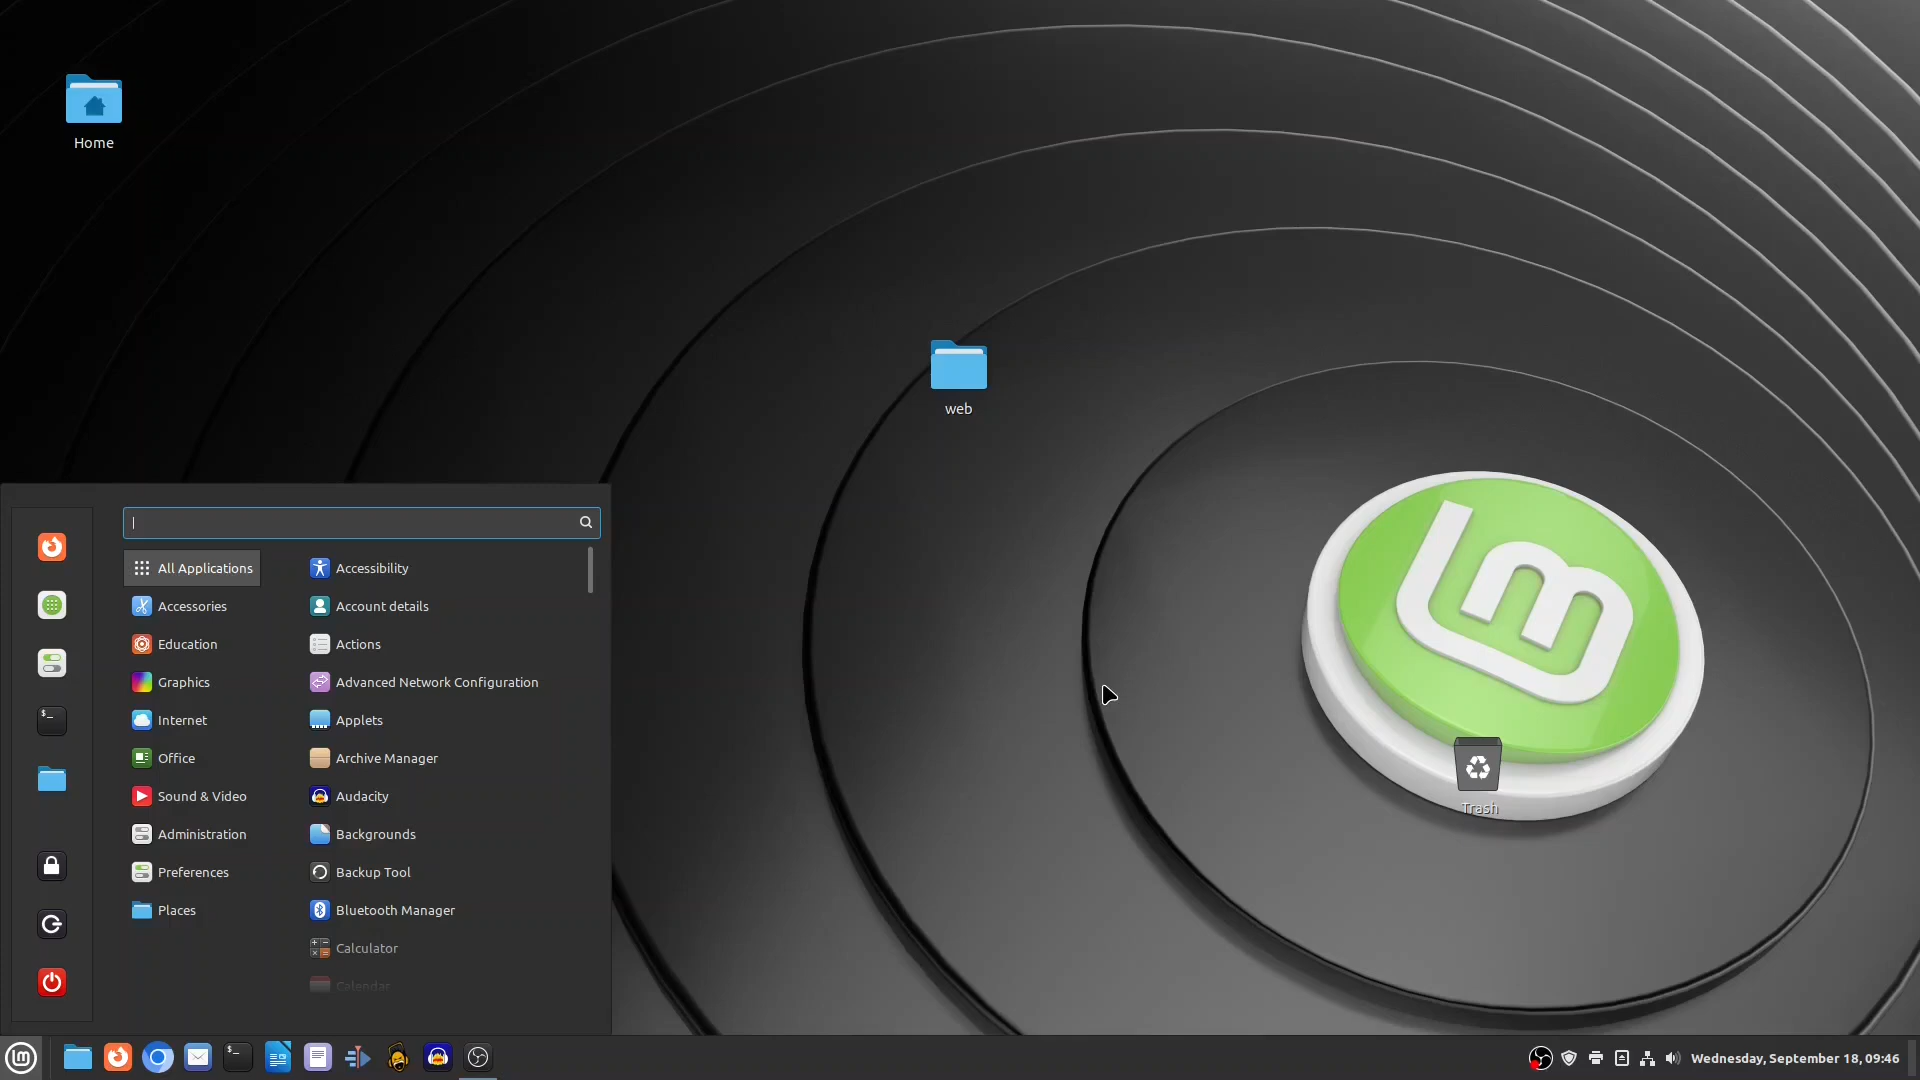 Home
web
Trash
All Applications
Accessories
Education
Graphics
Internet
Office
Sound & Video
Administration
Preferences
Places
Accessibility
Account details
Actions
Advanced Network Configuration
Applets
Archive Manager
Audacity
Backgrounds
Backup Tool
Bluetooth Manager
Calculator
Calendar
Wednesday, September 18, 09:46